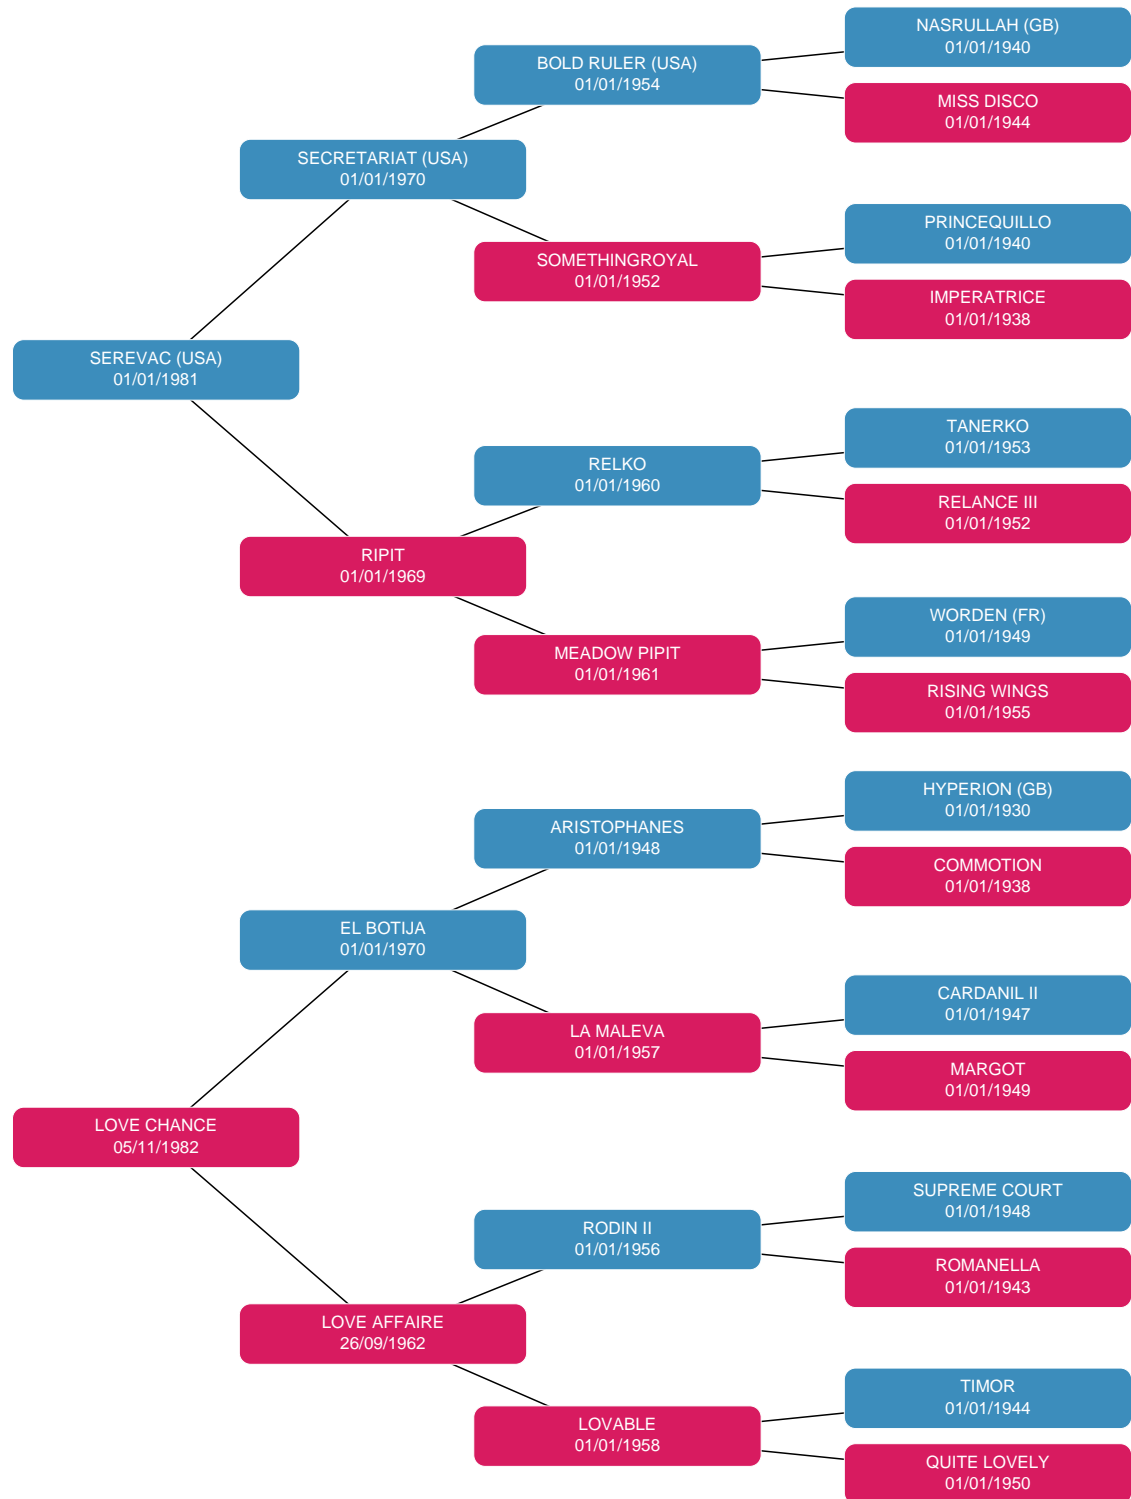 NASRULLAH (GB)
01/01/1940
BOLD RULER (USA)
01/01/1954
MISS DISCO
01/01/1944
SECRETARIAT (USA)
01/01/1970
PRINCEQUILLO
01/01/1940
SOMETHINGROYAL
01/01/1952
IMPERATRICE
01/01/1938
SEREVAC (USA)
01/01/1981
TANERKO
01/01/1953
RELKO
01/01/1960
RELANCE III
01/01/1952
RIPIT
01/01/1969
WORDEN (FR)
01/01/1949
MEADOW PIPIT
01/01/1961
RISING WINGS
01/01/1955
HYPERION (GB)
01/01/1930
ARISTOPHANES
01/01/1948
COMMOTION
01/01/1938
EL BOTIJA
01/01/1970
CARDANIL II
01/01/1947
LA MALEVA
01/01/1957
MARGOT
01/01/1949
LOVE CHANCE
05/11/1982
SUPREME COURT
01/01/1948
RODIN II
01/01/1956
ROMANELLA
01/01/1943
LOVE AFFAIRE
26/09/1962
TIMOR
01/01/1944
LOVABLE
01/01/1958
QUITE LOVELY
01/01/1950